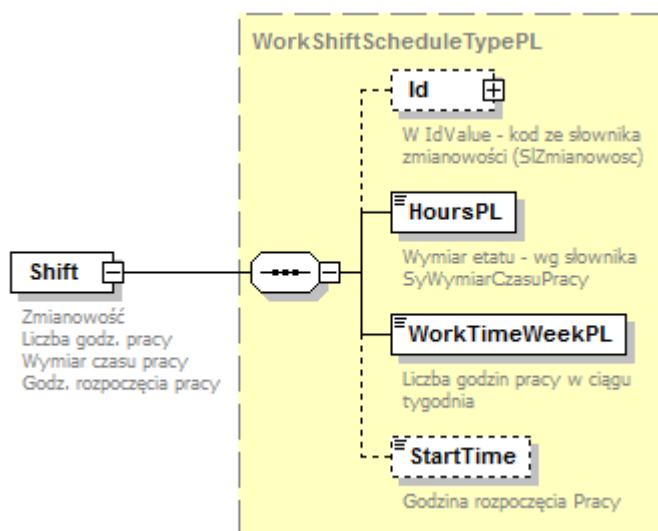 WorkShiftScheduleTypePL
Id
W IdValue - kod ze słownika
zmianowości (SlZmianowosc)
HoursPL
Wymiar etatu - wg słownika
SyWymiarCzasuPracy
Shift
Zmianowość
Liczba godz. pracy
Wymiar czasu pracy
Godz. rozpoczęcia pracy
WorkTimeWeekPL
Liczba godzin pracy w ciągu
tygodnia
StartTime
Godzina rozpoczęcia Pracy